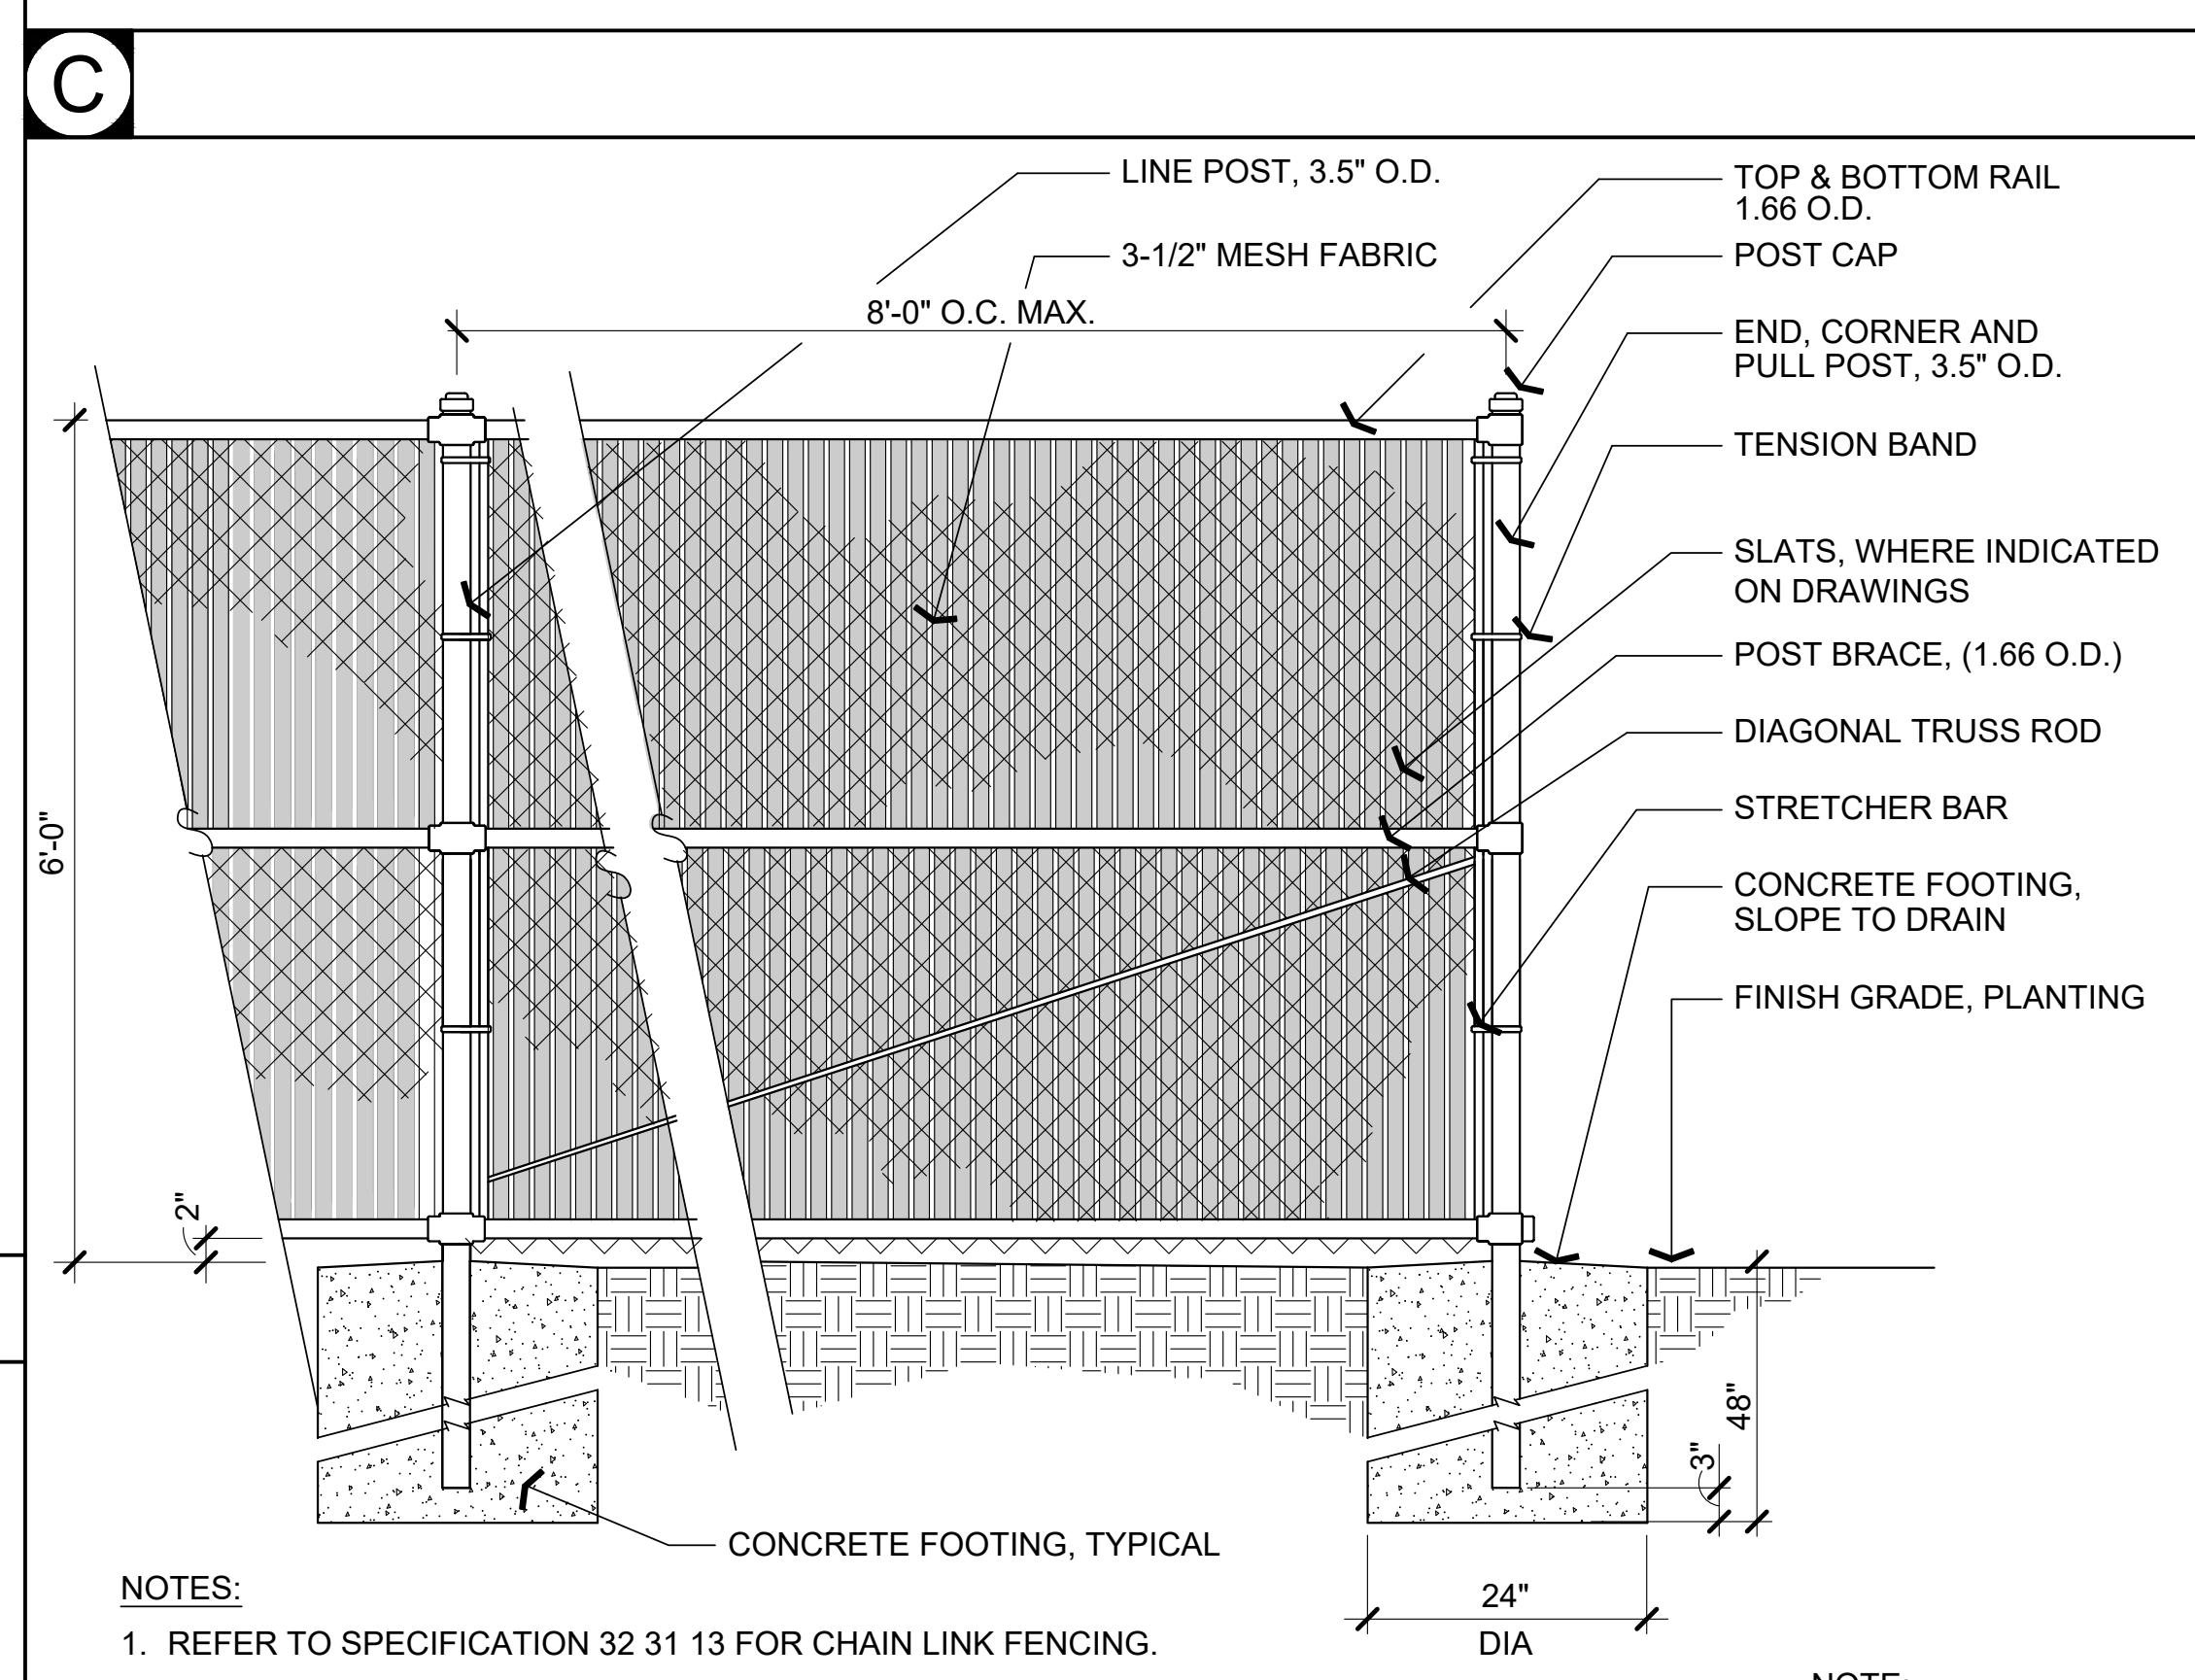 C
LINE POST, 3.5" O.D.
3-1/2" MESH FABRIC
8'-0" O.C. MAX.
TOP & BOTTOM RAIL
1.66 O.D.
POST CAP
END, CORNER AND
PULL POST, 3.5" O.D.
TENSION BAND
SLATS, WHERE INDICATED
ON DRAWINGS
POST BRACE, (1.66 O.D.)
DIAGONAL TRUSS ROD
STRETCHER BAR
CONCRETE FOOTING,
SLOPE TO DRAIN
FINISH GRADE, PLANTING
6'-0"
2"
48"
3"
CONCRETE FOOTING, TYPICAL
24"
DIA
NOTES:
1. REFER TO SPECIFICATION 32 31 13 FOR CHAIN LINK FENCING.
NOTE: